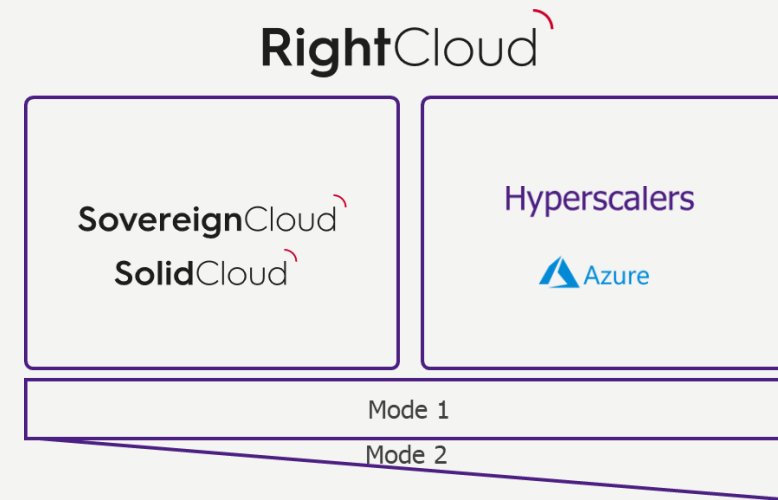 RightCloud
SovereignCloud
SolidCloud
Hyperscalers
Azure
Mode 1
Mode 2